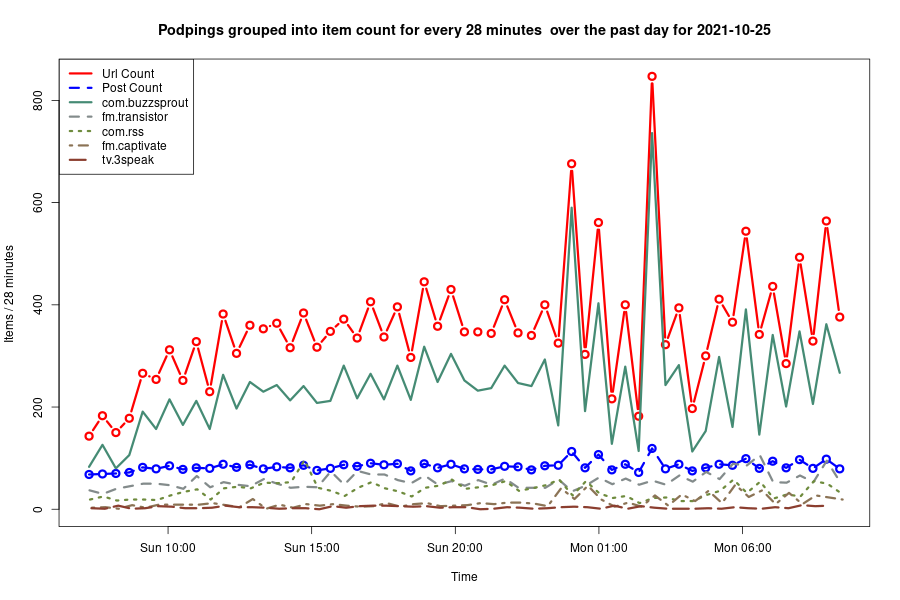 Podpings grouped into item count for every 28 minutes  over the past day for 2021-10-25
Url Count
Post Count
com.buzzsprout
fm.transistor
com.rss
fm.captivate
tv.3speak
Items / 28 minutes
800
600
400
200
0
Sun 10:00 Sun 15:00 Sun 20:00 Mon 01:00 Mon 06:00
Time